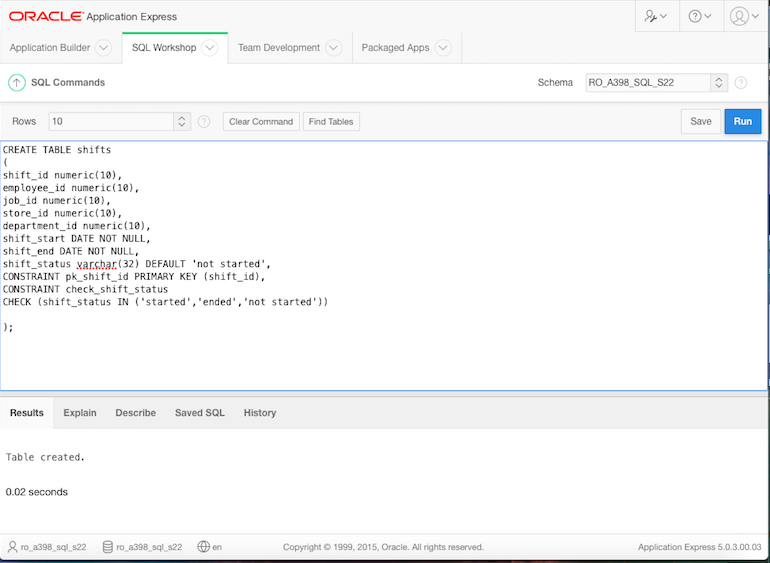 ORACLE Application Express
Application Builder SQL Workshop Team Development Packaged Apps
SQL Commands Schema RO_A398_SQL_S22
Rows 10 Clear Command Find Tables Save Run
CREATE TABLE shifts
(
shift_id numeric(10),
employee_id numeric(10),
job_id numeric(10),
store_id numeric(10),
department_id numeric(10),
shift_start DATE NOT NULL,
shift_end DATE NOT NULL,
shift_status varchar(32) DEFAULT 'not started',
CONSTRAINT pk_shift_id PRIMARY KEY (shift_id),
CONSTRAINT check_shift_status
CHECK (shift_status IN ('started','ended','not started'))
);
Results Explain Describe Saved SQL History
Table created.
0.02 seconds
ro_a398_sql_s22 ro_a398_sql_s22 en Copyright © 1999, 2015, Oracle. All rights reserved. Application Express 5.0.3.00.03